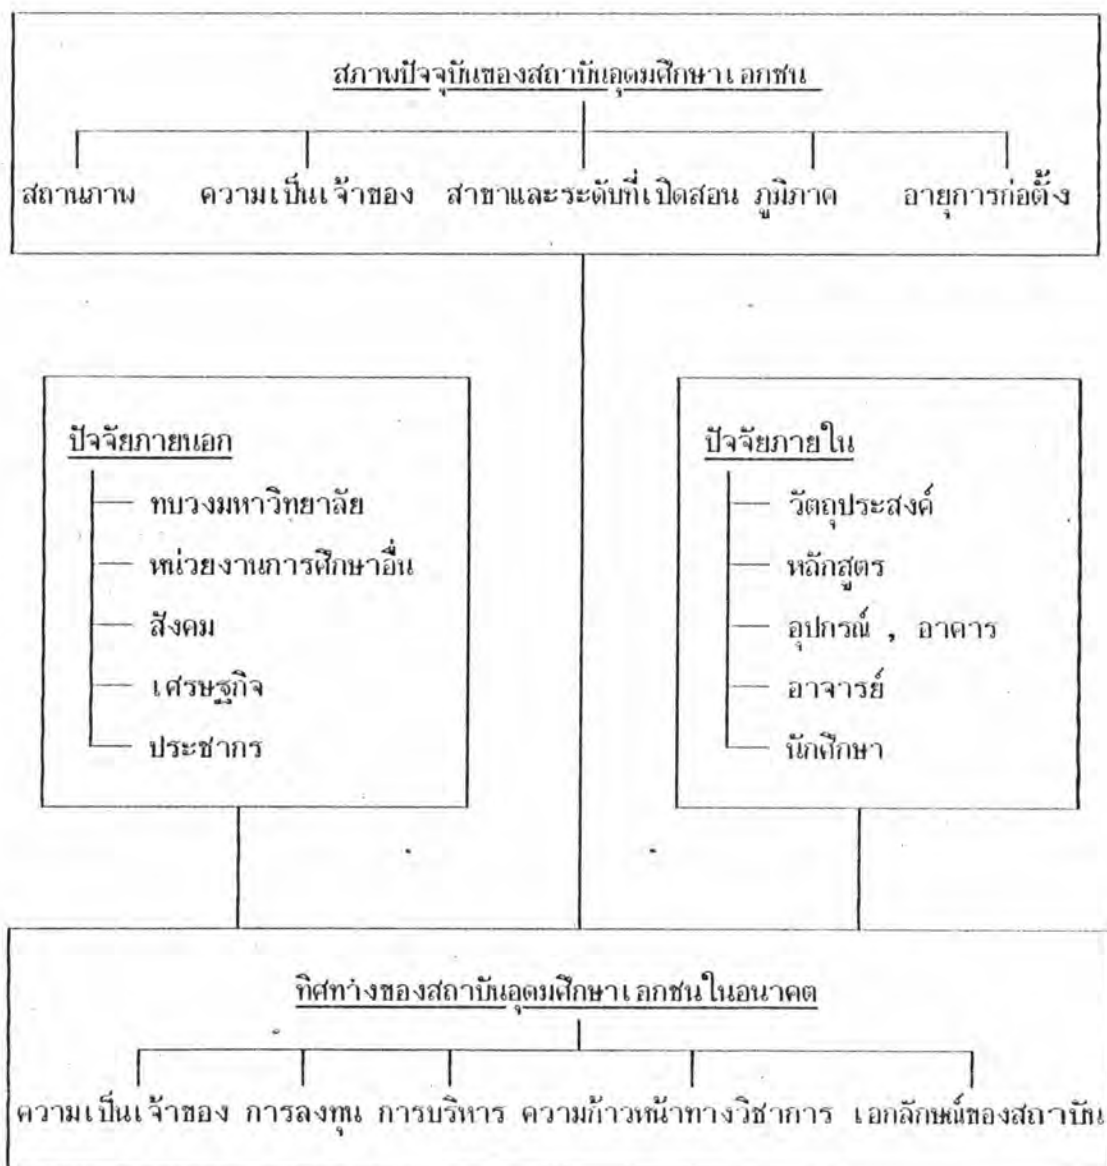 สภาพปัจจุบันของสถาบันอุดมศึกษาเอกชน
สถานภาพ ความเป็นเจ้าของ สาขาและระดับที่เปิดสอน ภูมิภาค อายุการก่อตั้ง
ปัจจัยภายนอก
ทบวงมหาวิทยาลัย
หน่วยงานการศึกษาอื่น
สังคม
เศรษฐกิจ
ประชากร
ปัจจัยภายใน
วัตถุประสงค์
หลักสูตร
อุปกรณ์ , อาคาร
อาจารย์
นักศึกษา
ทิศทางของสถาบันอุดมศึกษาเอกชนในอนาคต
ความเป็นเจ้าของ การลงทุน การบริหาร ความก้าวหน้าทางวิชาการ เอกลักษณ์ของสถาบัน